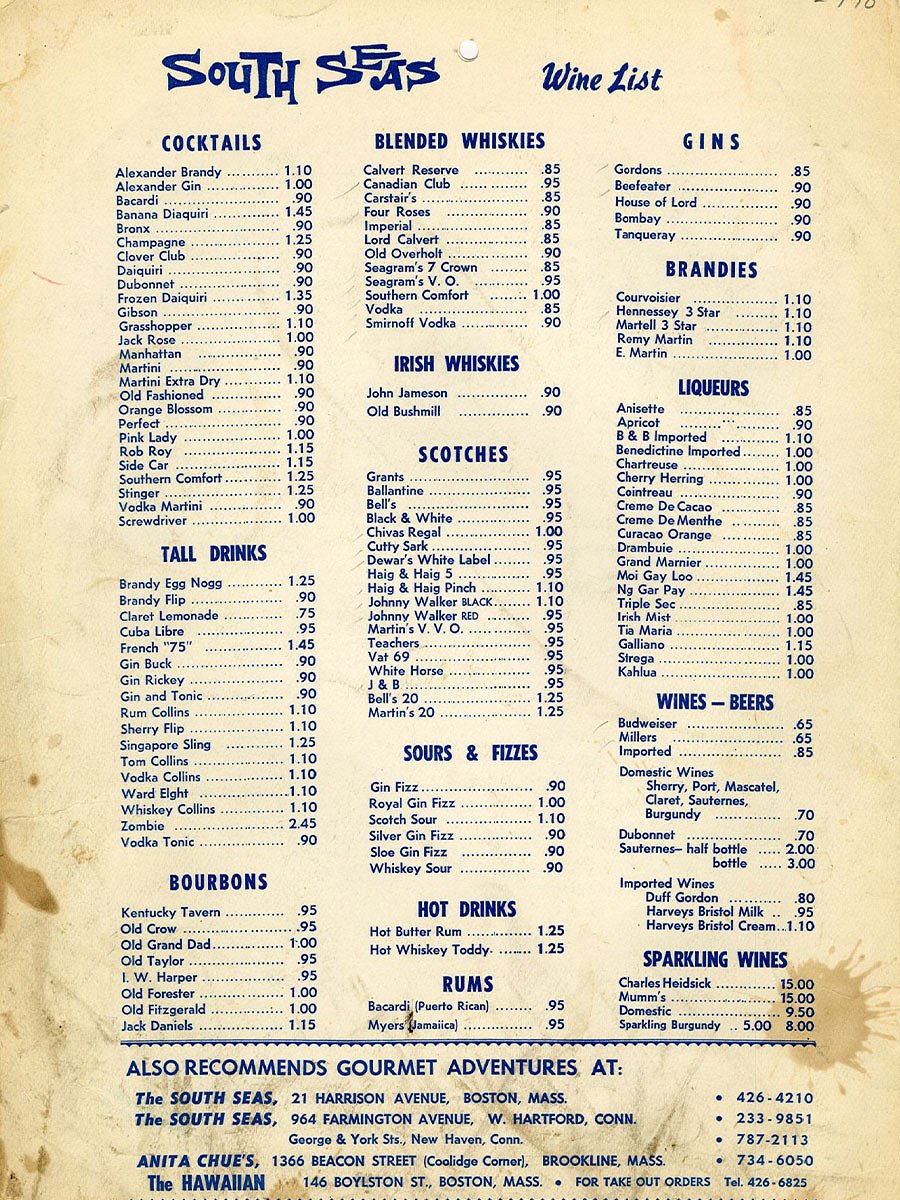 SOUTH SEAS
Wine List
COCKTAILS
Alexander Brandy ........... 1.10
Alexander Gin ........... 1.00
Bacardi ........... .90
Banana Diaquiri ........... 1.45
Bronx ........... .90
Champagne ........... 1.25
Clover Club ........... .90
Daiquiri ........... .90
Dubonnet ........... .90
Frozen Daiquiri ........... 1.35
Gibson ........... .90
Grasshopper ........... 1.10
Jack Rose ........... 1.00
Manhattan ........... .90
Martini ........... .90
Martini Extra Dry ........... 1.10
Old Fashioned ........... .90
Orange Blossom ........... .90
Perfect ........... .90
Pink Lady ........... 1.00
Rob Roy ........... 1.15
Side Car ........... 1.15
Southern Comfort ........... 1.25
Stinger ........... 1.25
Vodka Martini ........... .90
Screwdriver ........... 1.00
TALL DRINKS
Brandy Egg Nogg ........... 1.25
Brandy Flip ........... .90
Claret Lemonade ........... .75
Cuba Libre ........... .95
French "75" ........... 1.45
Gin Buck ........... .90
Gin Rickey ........... .90
Gin and Tonic ........... .90
Rum Collins ........... 1.10
Sherry Flip ........... 1.10
Singapore Sling ........... 1.25
Tom Collins ........... 1.10
Vodka Collins ........... 1.10
Ward Elght ........... 1.10
Whiskey Collins ........... 1.10
Zombie ........... 2.45
Vodka Tonic ........... .90
BOURBONS
Kentucky Tavern ........... .95
Old Crow ........... .95
Old Grand Dad ........... 1.00
Old Taylor ........... .95
I. W. Harper ........... .95
Old Forester ........... 1.00
Old Fitzgerald ........... 1.00
Jack Daniels ........... 1.15
BLENDED WHISKIES
Calvert Reserve ........... .85
Canadian Club ........... .95
Carstair's ........... .85
Four Roses ........... .90
Imperial ........... .85
Lord Calvert ........... .85
Old Overholt ........... .90
Seagram's 7 Crown ........... .85
Seagram's V. O. ........... .95
Southern Comfort ........... 1.00
Vodka ........... .85
Smirnoff Vodka ........... .90
IRISH WHISKIES
John Jameson ........... .90
Old Bushmill ........... .90
SCOTCHES
Grants ........... .95
Ballantine ........... .95
Bell's ........... .95
Black & White ........... .95
Chivas Regal ........... 1.00
Cutty Sark ........... .95
Dewar's White Label ........... .95
Haig & Haig 5 ........... .95
Haig & Haig Pinch ........... 1.10
Johnny Walker BLACK ........... 1.10
Johnny Walker RED ........... .95
Martin's V. V. O. ........... .95
Teachers ........... .95
Vat 69 ........... .95
White Horse ........... .95
J & B ........... .95
Bell's 20 ........... 1.25
Martin's 20 ........... 1.25
SOURS & FIZZES
Gin Fizz ........... .90
Royal Gin Fizz ........... 1.00
Scotch Sour ........... 1.10
Silver Gin Fizz ........... .90
Sloe Gin Fizz ........... .90
Whiskey Sour ........... .90
HOT DRINKS
Hot Butter Rum ........... 1.25
Hot Whiskey Toddy ........... 1.25
RUMS
Bacardi (Puerto Rican) ........... .95
Myers (Jamaiica) ........... .95
GINS
Gordons ........... .85
Beefeater ........... .90
House of Lord ........... .90
Bombay ........... .90
Tanqueray ........... .90
BRANDIES
Courvoisier ........... 1.10
Hennessey 3 Star ........... 1.10
Martell 3 Star ........... 1.10
Remy Martin ........... 1.10
E. Martin ........... 1.00
LIQUEURS
Anisette ........... .85
Apricot ........... .90
B & B Imported ........... 1.10
Benedictine Imported ........... 1.00
Chartreuse ........... 1.00
Cherry Herring ........... 1.00
Cointreau ........... .90
Creme De Cacao ........... .85
Creme De Menthe ........... .85
Curacao Orange ........... .85
Drambuie ........... 1.00
Grand Marnier ........... 1.00
Moi Gay Loo ........... 1.45
Ng Gar Pay ........... 1.45
Triple Sec ........... .85
Irish Mist ........... 1.00
Tia Maria ........... 1.00
Galliano ........... 1.15
Strega ........... 1.00
Kahlua ........... 1.00
WINES – BEERS
Budweiser ........... .65
Millers ........... .65
Imported ........... .85
Domestic Wines
Sherry, Port, Mascatel,
Claret, Sauternes,
Burgundy ........... .70
Dubonnet ........... .70
Sauternes– half bottle ..... 2.00
bottle ..... 3.00
Imported Wines
Duff Gordon ........... .80
Harveys Bristol Milk .. .95
Harveys Bristol Cream..1.10
SPARKLING WINES
Charles Heidsick ........... 15.00
Mumm's ........... 15.00
Domestic ........... 9.50
Sparkling Burgundy .. 5.00 8.00
ALSO RECOMMENDS GOURMET ADVENTURES AT:
The SOUTH SEAS, 21 HARRISON AVENUE, BOSTON, MASS. • 426-4210
The SOUTH SEAS, 964 FARMINGTON AVENUE, W. HARTFORD, CONN. • 233-9851
George & York Sts., New Haven, Conn. • 787-2113
ANITA CHUE'S, 1366 BEACON STREET (Coolidge Corner), BROOKLINE, MASS. • 734-6050
The HAWAIIAN 146 BOYLSTON ST., BOSTON, MASS. • FOR TAKE OUT ORDERS Tel. 426-6825